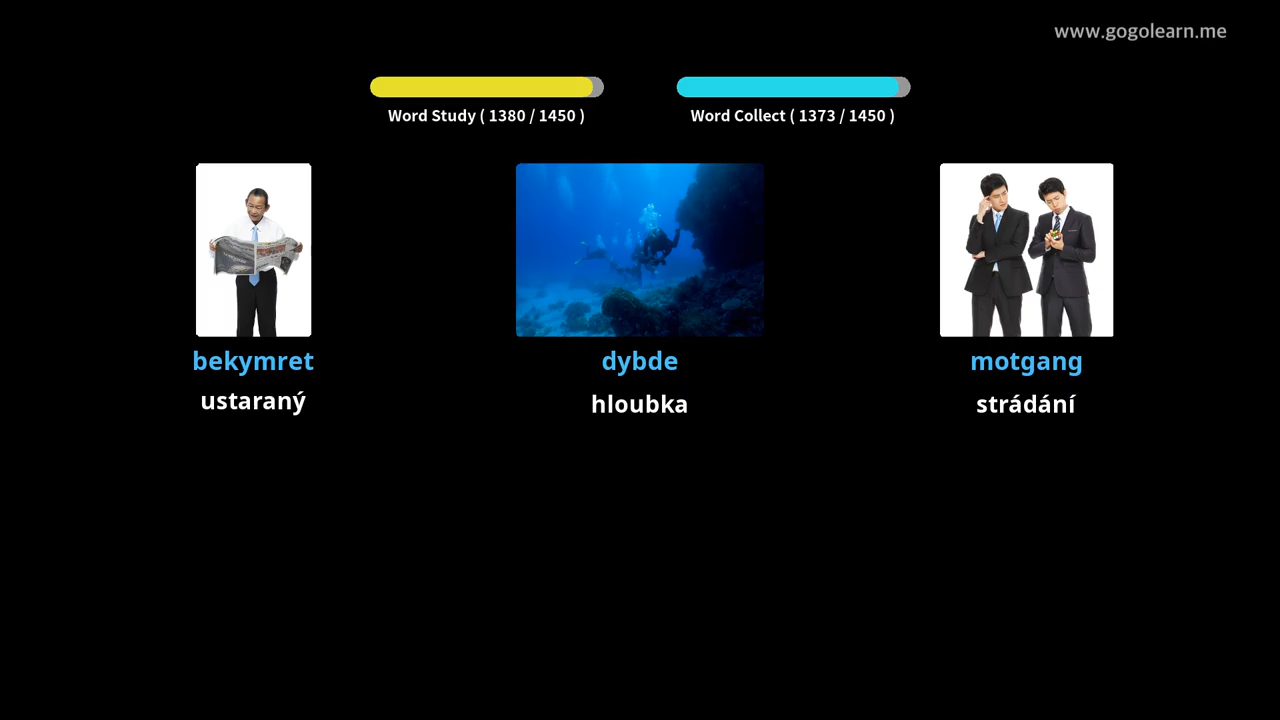 www.gogolearn.me
Word Study ( 1380 / 1450 )
Word Collect ( 1373 / 1450 )
bekymret
dybde
motgang
ustaraný
hloubka
strádání